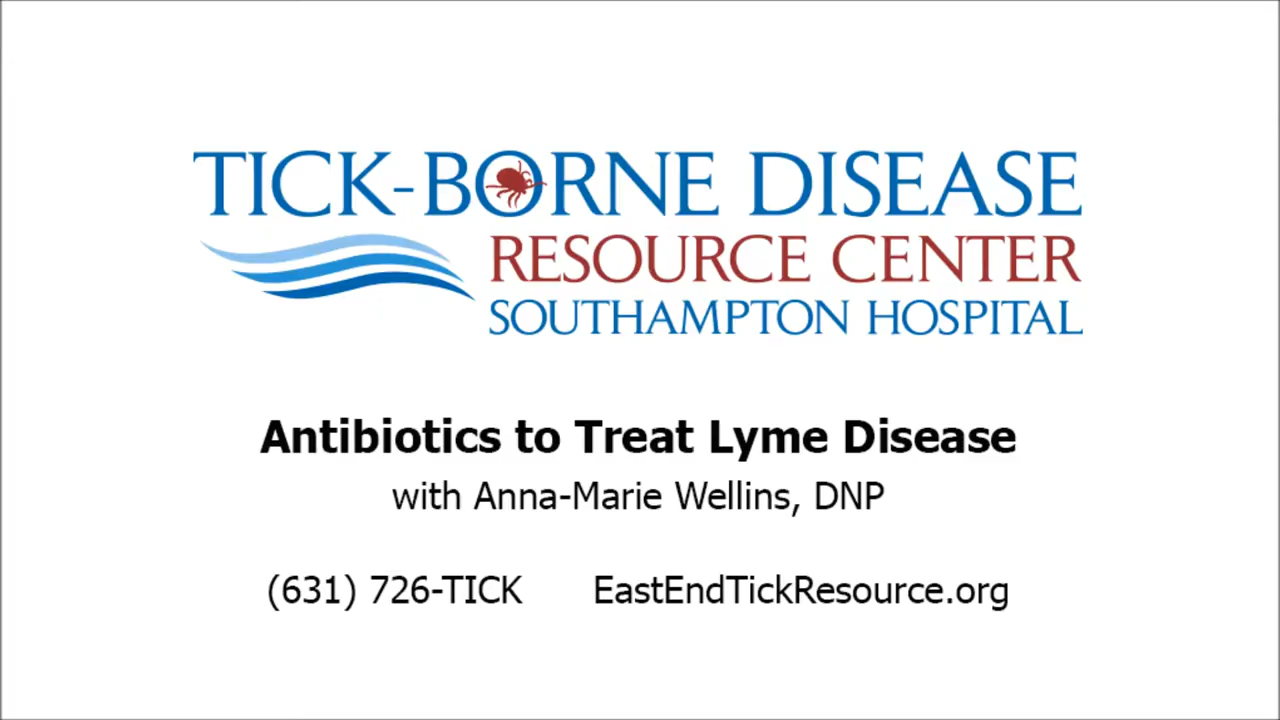 TICK-BORNE DISEASE
RESOURCE CENTER
SOUTHAMPTON HOSPITAL
Antibiotics to Treat Lyme Disease
with Anna-Marie Wellins, DNP
(631) 726-TICK EastEndTickResource.org